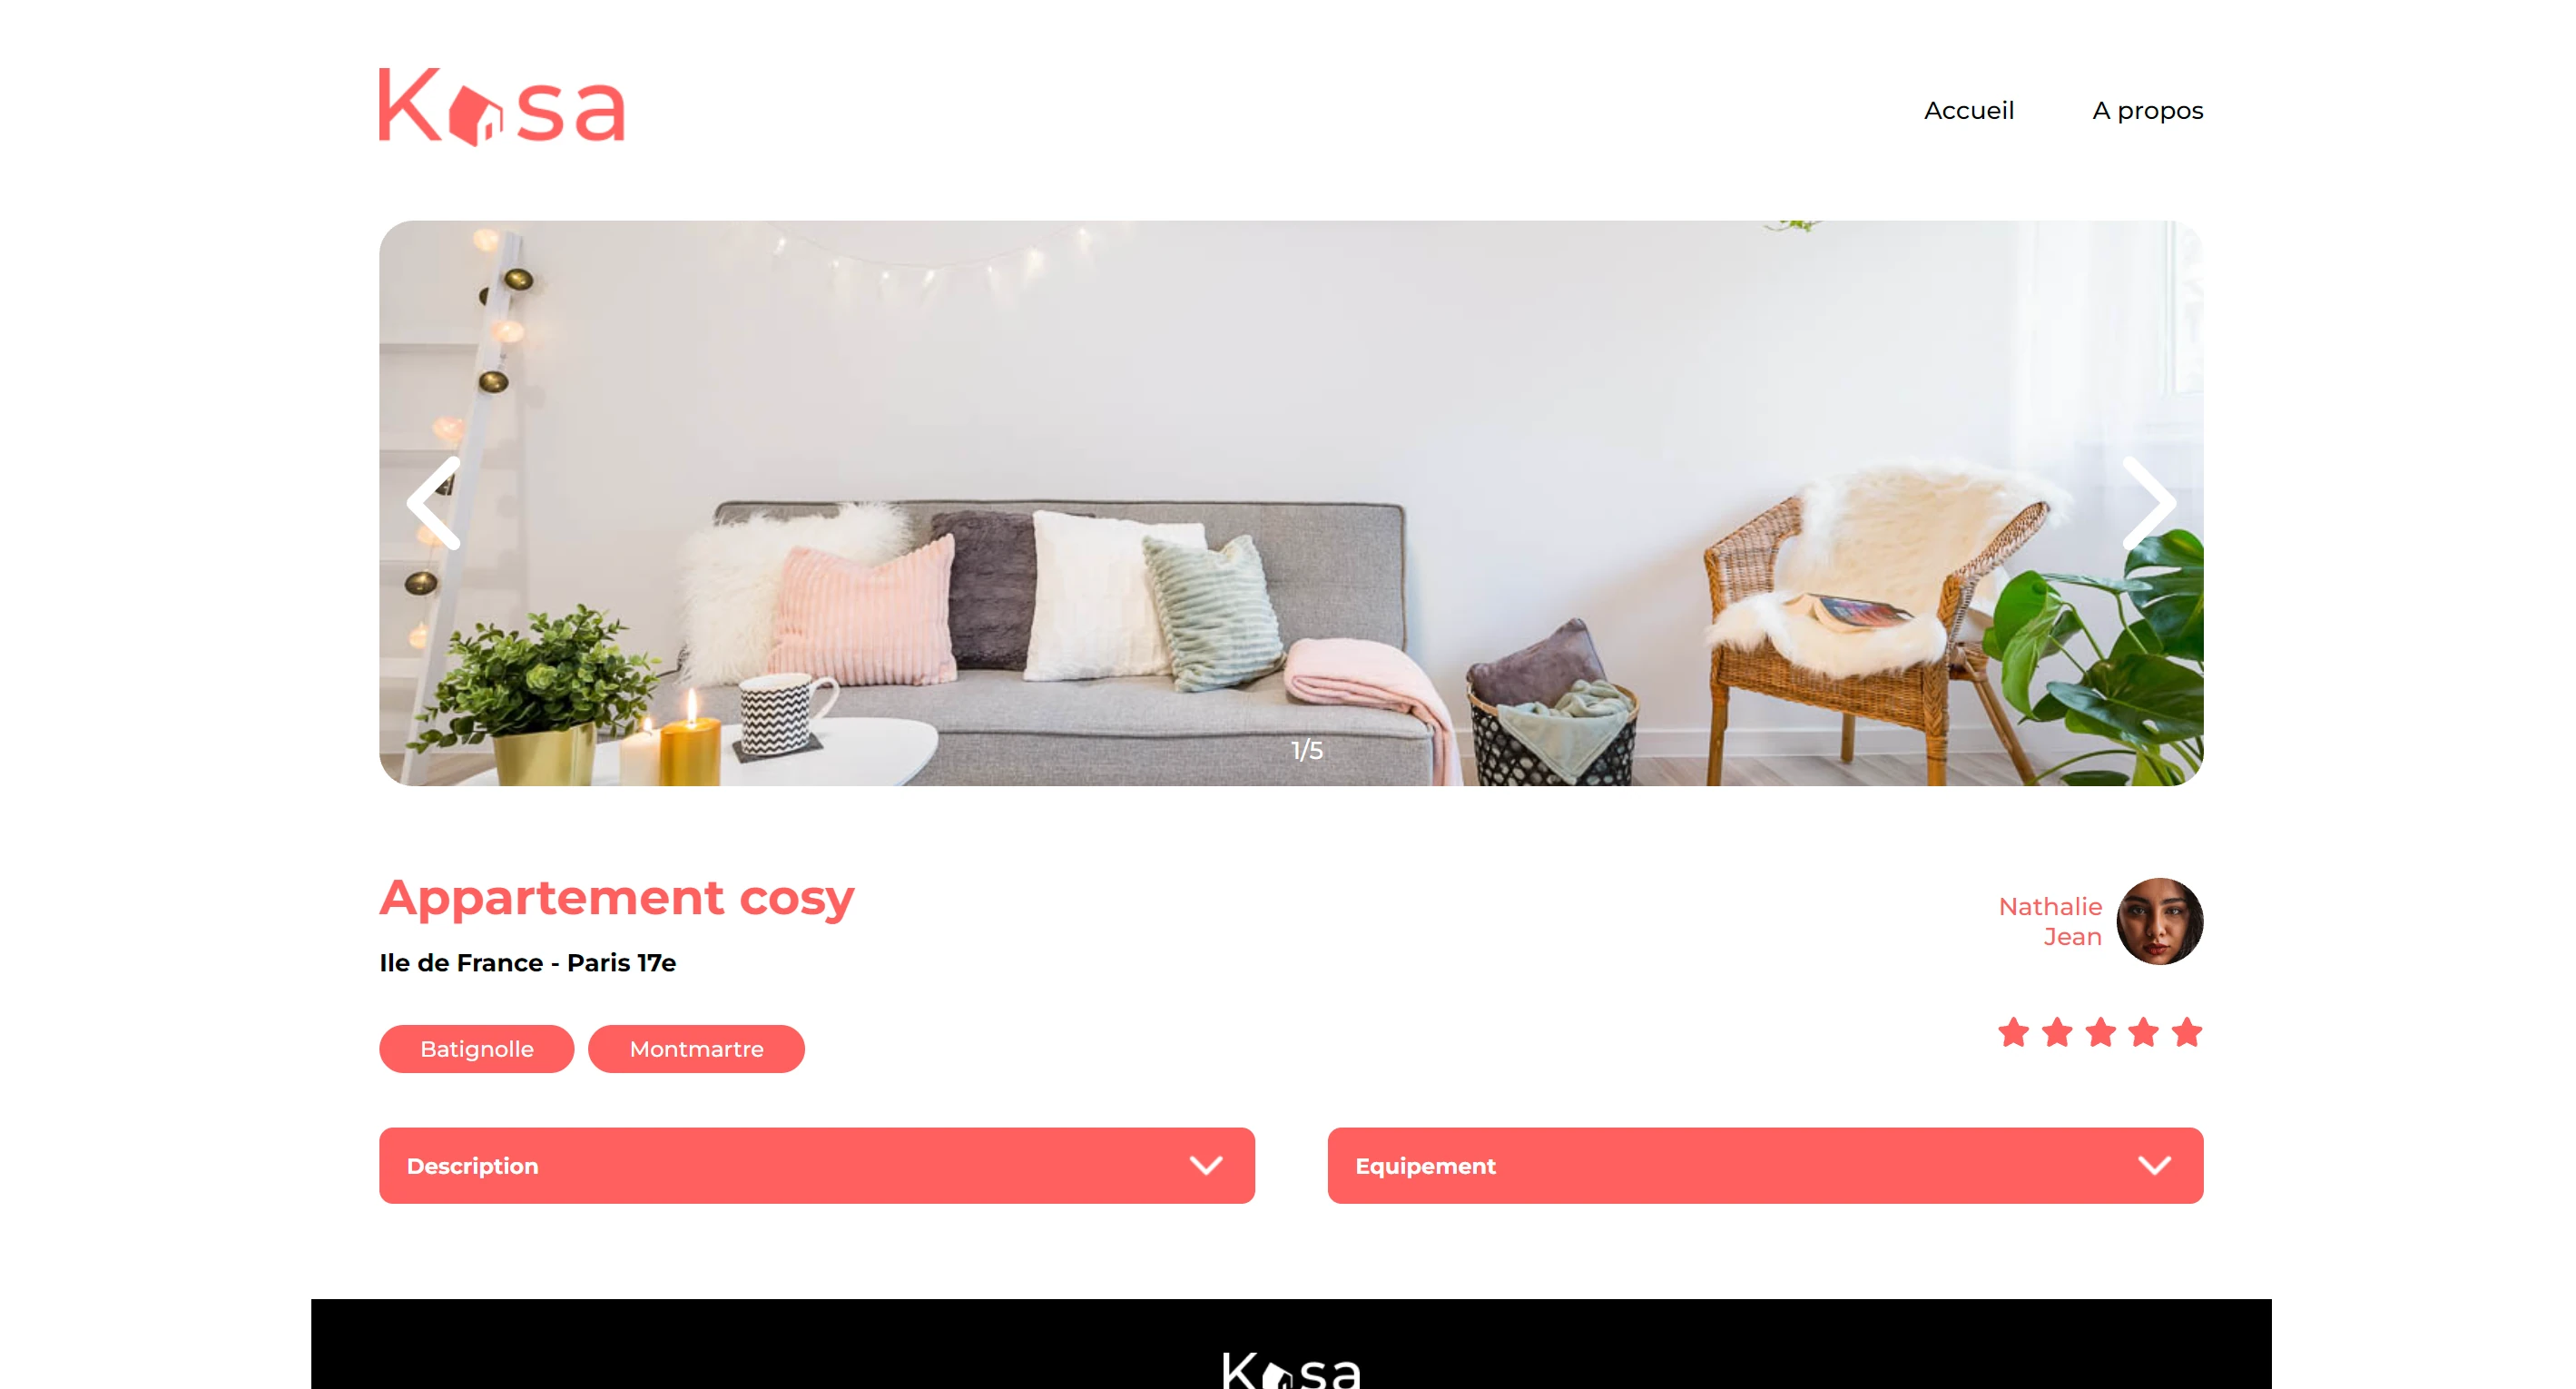 Kasa
Accueil
A propos
1/5
Appartement cosy
Ile de France - Paris 17e
Nathalie
Jean
Batignolle
Montmartre
Description
Equipement
Kasa